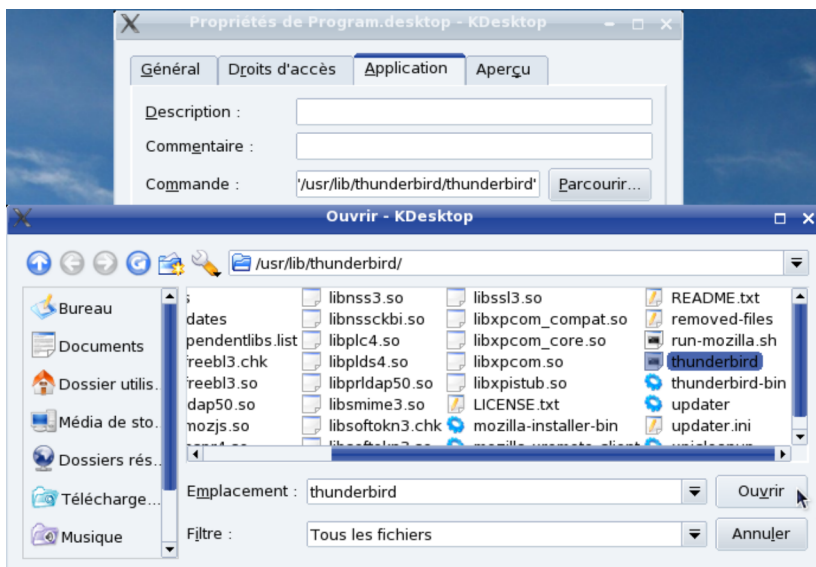 Propriétés de Program.desktop - KDesktop
Général Droits d'accès Application Aperçu
Description :
Commentaire :
Commande : '/usr/lib/thunderbird/thunderbird' Parcourir...
Ouvrir - KDesktop
/usr/lib/thunderbird/
Bureau
Documents
Dossier utilis.
Média de sto.
Dossiers rés.
Télécharge...
Musique
s
dates
pendentlibs.list
freebl3.chk
freebl3.so
dap50.so
mozjs.so
libnss3.so
libnssckbi.so
libplc4.so
libplds4.so
libprldap50.so
libsmime3.so
libsoftokn3.chk
libssl3.so
libxpcom_compat.so
libxpcom_core.so
libxpcom.so
libxpistub.so
LICENSE.txt
mozilla-installer-bin
README.txt
removed-files
run-mozilla.sh
thunderbird
thunderbird-bin
updater
updater.ini
Emplacement : thunderbird Ouvrir
Filtre : Tous les fichiers Annuler